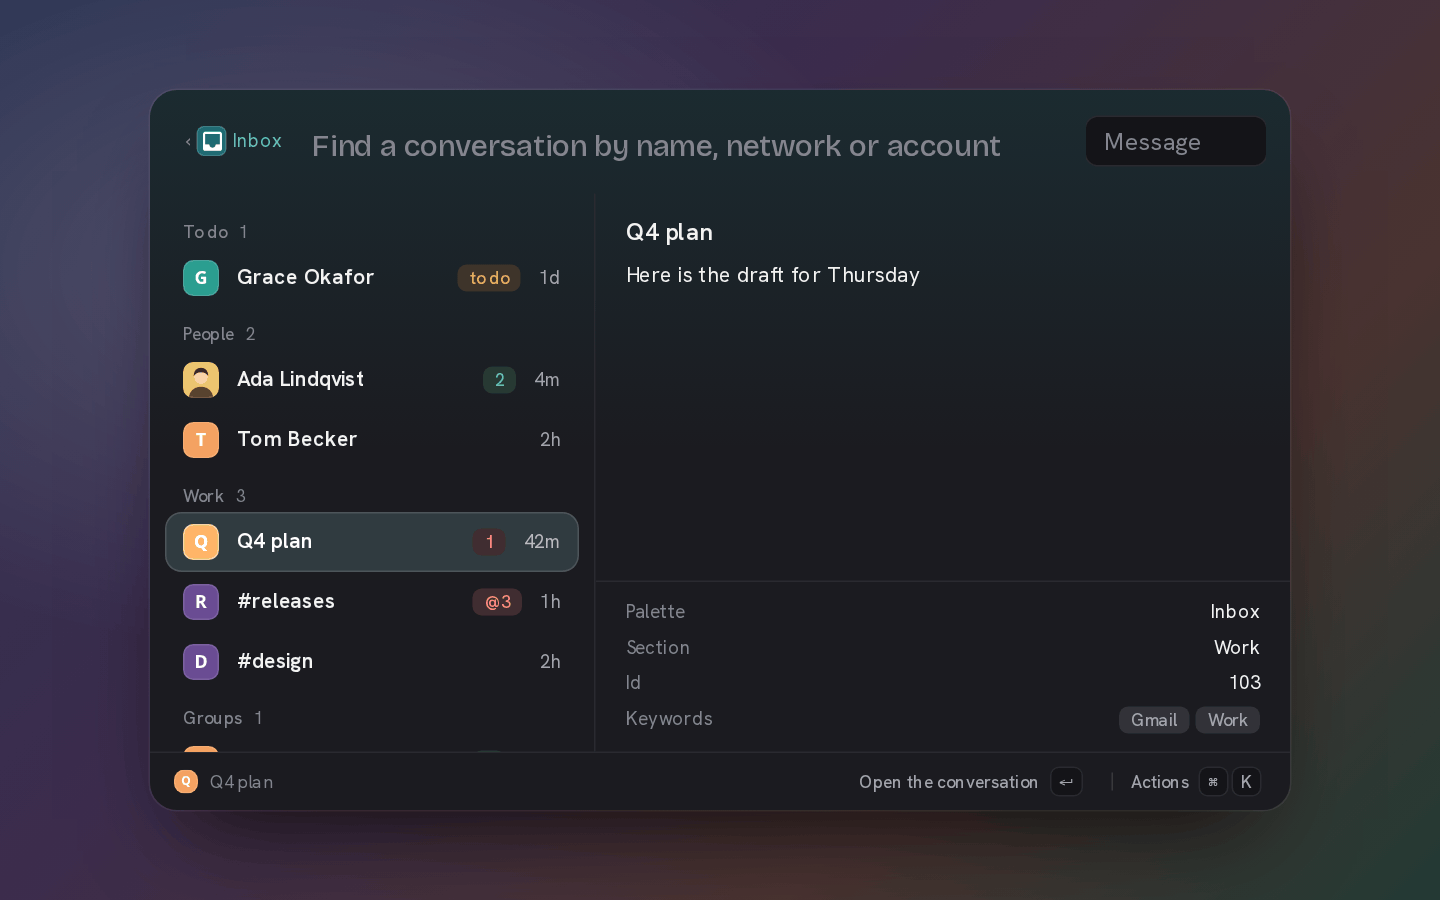 ‹ Inbox Find a conversation by name, network or account Message
Todo 1
G Grace Okafor todo 1d
People 2
Ada Lindqvist 2 4m
T Tom Becker 2h
Work 3
Q Q4 plan 1 42m
R #releases @3 1h
D #design 2h
Groups 1
Q4 plan
Here is the draft for Thursday
Palette Inbox
Section Work
Id 103
Keywords Gmail Work
Q Q4 plan
Open the conversation ↵ | Actions ⌘ K